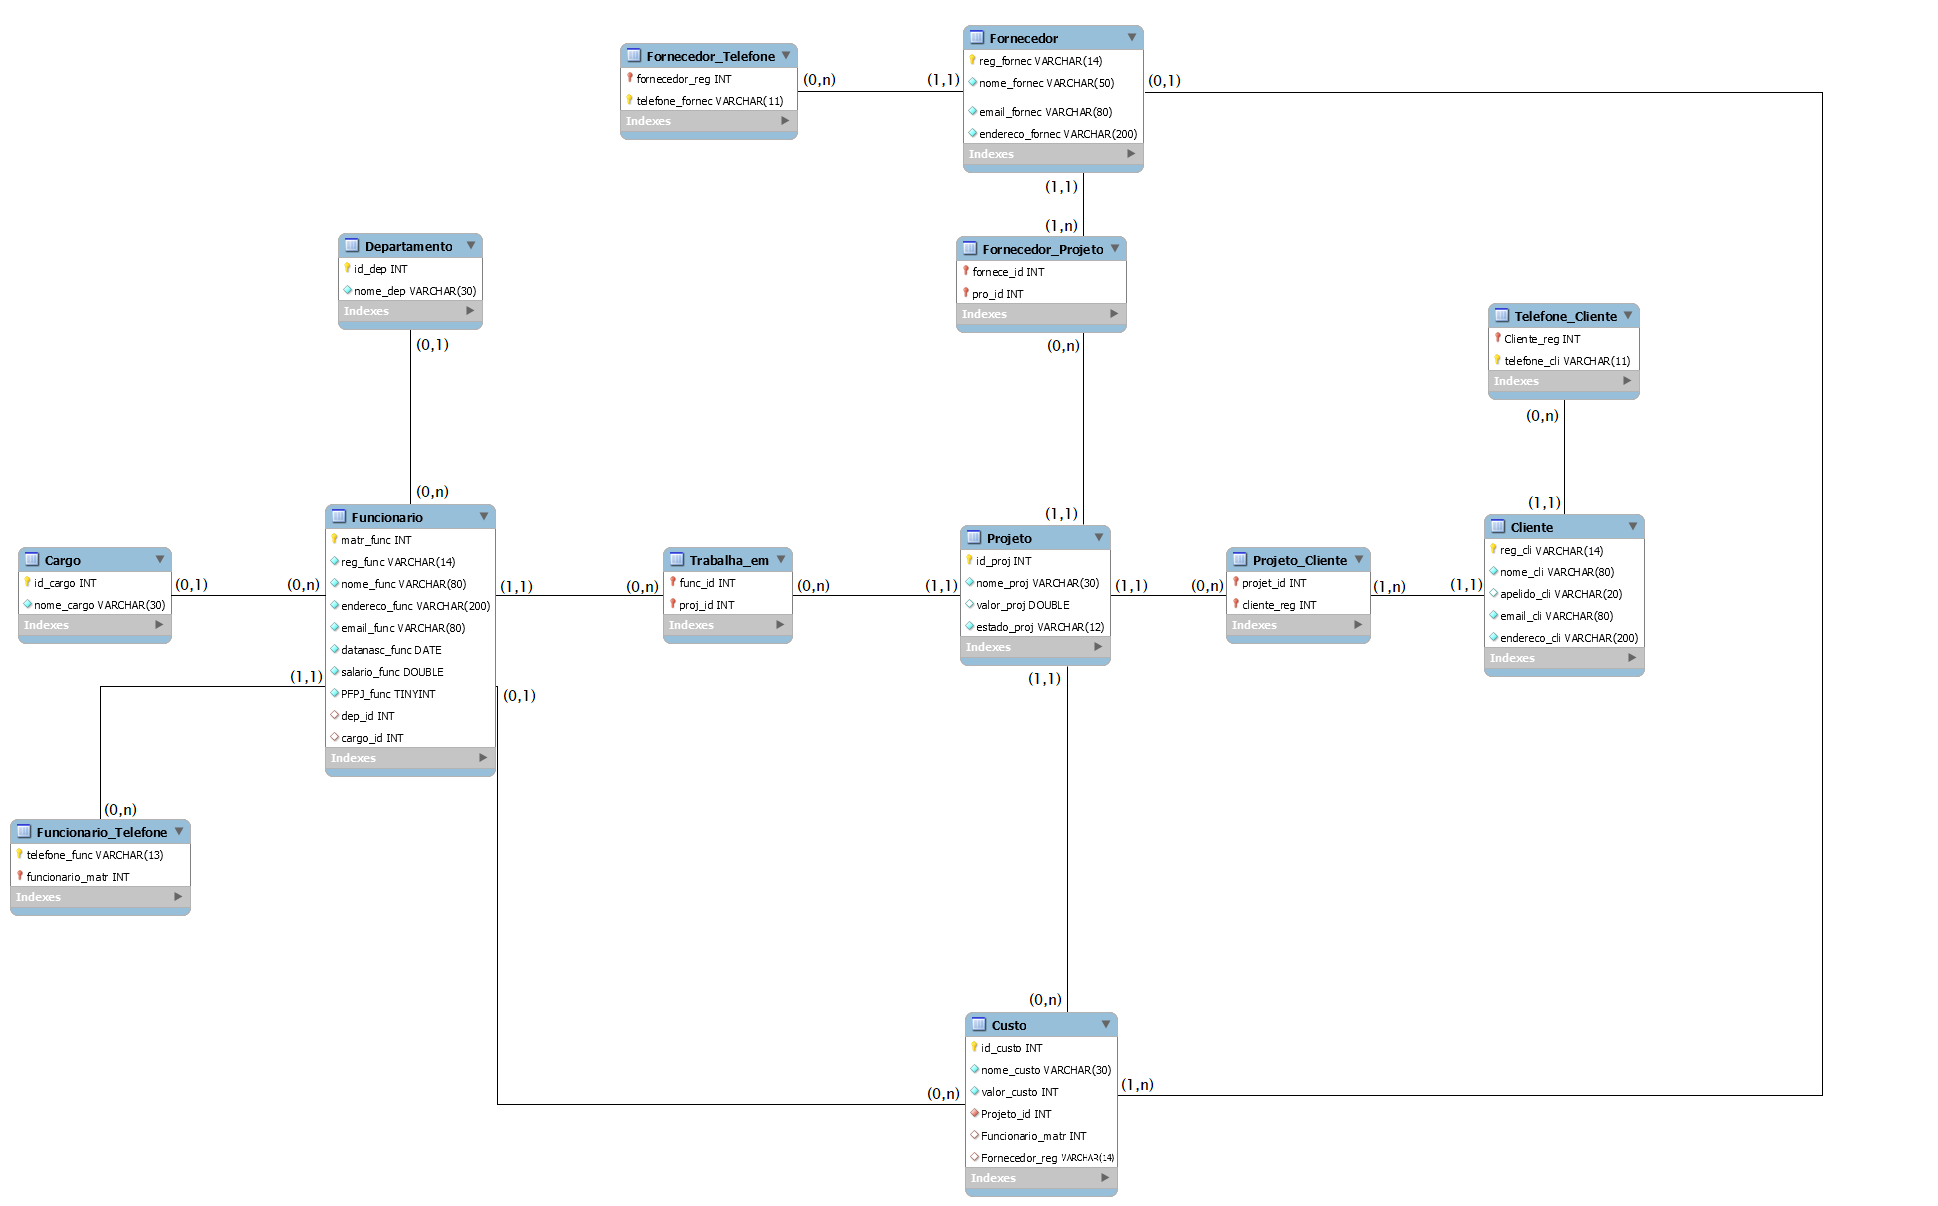 Fornecedor_Telefone
fornecedor_reg INT
telefone_fornec VARCHAR(11)
Indexes
(0,n)
(1,1)
Fornecedor
reg_fornec VARCHAR(14)
nome_fornec VARCHAR(50)
email_fornec VARCHAR(80)
endereco_fornec VARCHAR(200)
Indexes
(0,1)
(1,1)
(1,n)
Fornecedor_Projeto
fornece_id INT
pro_id INT
Indexes
(0,n)
(1,1)
Departamento
id_dep INT
nome_dep VARCHAR(30)
Indexes
(0,1)
(0,n)
Telefone_Cliente
Cliente_reg INT
telefone_cli VARCHAR(11)
Indexes
(0,n)
(1,1)
Cargo
id_cargo INT
nome_cargo VARCHAR(30)
Indexes
(0,1)
(0,n)
Funcionario
matr_func INT
reg_func VARCHAR(14)
nome_func VARCHAR(80)
endereco_func VARCHAR(200)
email_func VARCHAR(80)
datanasc_func DATE
salario_func DOUBLE
PFPJ_func TINYINT
dep_id INT
cargo_id INT
Indexes
(1,1)
(0,n)
Trabalha_em
func_id INT
proj_id INT
Indexes
(0,n)
(1,1)
Projeto
id_proj INT
nome_proj VARCHAR(30)
valor_proj DOUBLE
estado_proj VARCHAR(12)
Indexes
(1,1)
(0,n)
Projeto_Cliente
projet_id INT
cliente_reg INT
Indexes
(1,n)
(1,1)
Cliente
reg_cli VARCHAR(14)
nome_cli VARCHAR(80)
apelido_cli VARCHAR(20)
email_cli VARCHAR(80)
endereco_cli VARCHAR(200)
Indexes
(1,1)
(0,1)
(1,1)
(0,n)
Funcionario_Telefone
telefone_func VARCHAR(13)
funcionario_matr INT
Indexes
(0,n)
(0,n)
Custo
id_custo INT
nome_custo VARCHAR(30)
valor_custo INT
Projeto_id INT
Funcionario_matr INT
Fornecedor_reg VARCHAR(14)
Indexes
(1,n)